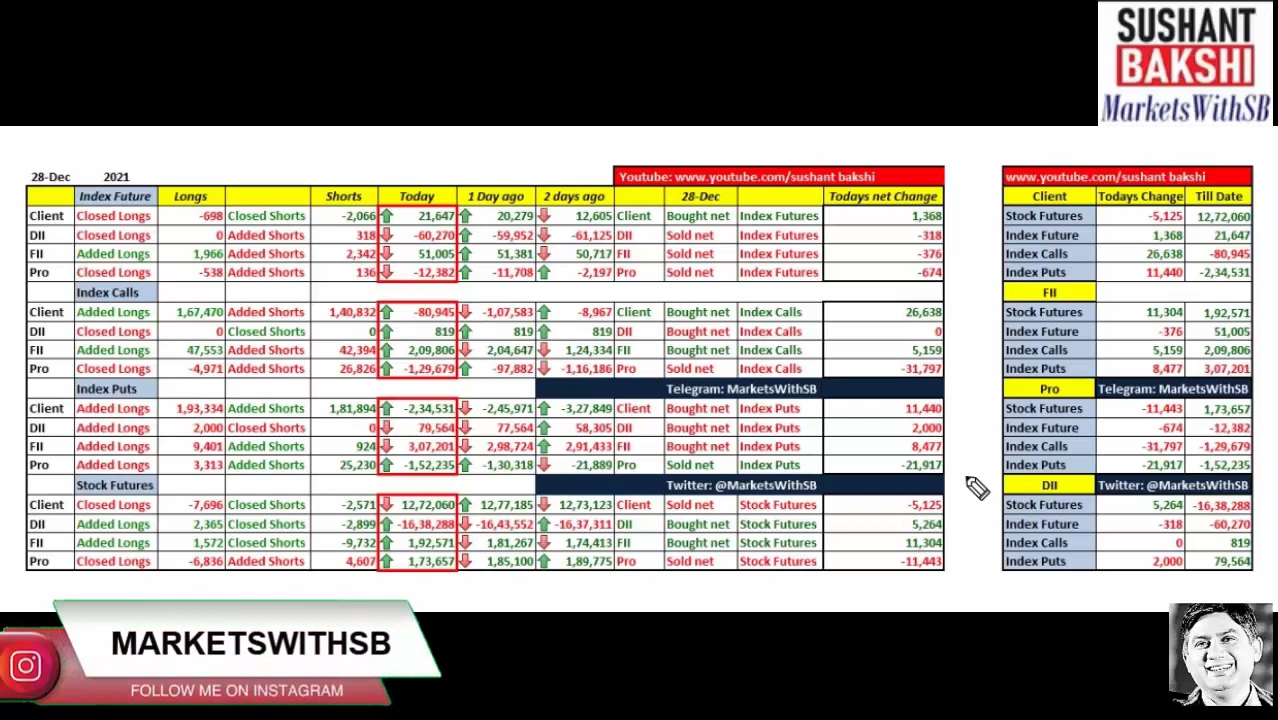 SUSHANT
BAKSHI
MarketsWithSB
28-Dec 2021 Youtube: www.youtube.com/sushant bakshi www.youtube.com/sushant bakshi
Index Future Longs Shorts Today 1 Day ago 2 days ago 28-Dec Todays net Change Client Todays Change Till Date
Client Closed Longs -698 Closed Shorts -2,066 21,647 20,279 12,605 Client Bought net Index Futures 1,368 Stock Futures -5,125 12,72,060
DII Closed Longs 0 Added Shorts 318 -60,270 -59,952 -61,125 DII Sold net Index Futures -318 Index Future 1,368 21,647
FII Added Longs 1,966 Added Shorts 2,342 51,005 51,381 50,717 FII Sold net Index Futures -376 Index Calls 26,638 -80,945
Pro Closed Longs -538 Added Shorts 136 -12,382 -11,708 -2,197 Pro Sold net Index Futures -674 Index Puts 11,440 -2,34,531
Index Calls FII
Client Added Longs 1,67,470 Added Shorts 1,40,832 -80,945 -1,07,583 -8,967 Client Bought net Index Calls 26,638 Stock Futures 11,304 1,92,571
DII Closed Longs 0 Closed Shorts 0 819 819 819 DII Bought net Index Calls 0 Index Future -376 51,005
FII Added Longs 47,553 Added Shorts 42,394 2,09,806 2,04,647 1,24,334 FII Bought net Index Calls 5,159 Index Calls 5,159 2,09,806
Pro Closed Longs -4,971 Added Shorts 26,826 -1,29,679 -97,882 -1,16,186 Pro Sold net Index Calls -31,797 Index Puts 8,477 3,07,201
Index Puts Telegram: MarketsWithSB Pro Telegram: MarketsWithSB
Client Added Longs 1,93,334 Added Shorts 1,81,894 -2,34,531 -2,45,971 -3,27,849 Client Bought net Index Puts 11,440 Stock Futures -11,443 1,73,657
DII Added Longs 2,000 Closed Shorts 0 79,564 77,564 58,305 DII Bought net Index Puts 2,000 Index Future -674 -12,382
FII Added Longs 9,401 Added Shorts 924 3,07,201 2,98,724 2,91,433 FII Bought net Index Puts 8,477 Index Calls -31,797 -1,29,679
Pro Added Longs 3,313 Added Shorts 25,230 -1,52,235 -1,30,318 -21,889 Pro Sold net Index Puts -21,917 Index Puts -21,917 -1,52,235
Stock Futures Twitter: @MarketsWithSB DII Twitter: @MarketsWithSB
Client Closed Longs -7,696 Closed Shorts -2,571 12,72,060 12,77,185 12,73,123 Client Sold net Stock Futures -5,125 Stock Futures 5,264 -16,38,288
DII Added Longs 2,365 Closed Shorts -2,899 -16,38,288 -16,43,552 -16,37,311 DII Bought net Stock Futures 5,264 Index Future -318 -60,270
FII Added Longs 1,572 Closed Shorts -9,732 1,92,571 1,81,267 1,74,413 FII Bought net Stock Futures 11,304 Index Calls 0 819
Pro Closed Longs -6,836 Added Shorts 4,607 1,73,657 1,85,100 1,89,775 Pro Sold net Stock Futures -11,443 Index Puts 2,000 79,564
MARKETSWITHSB
FOLLOW ME ON INSTAGRAM